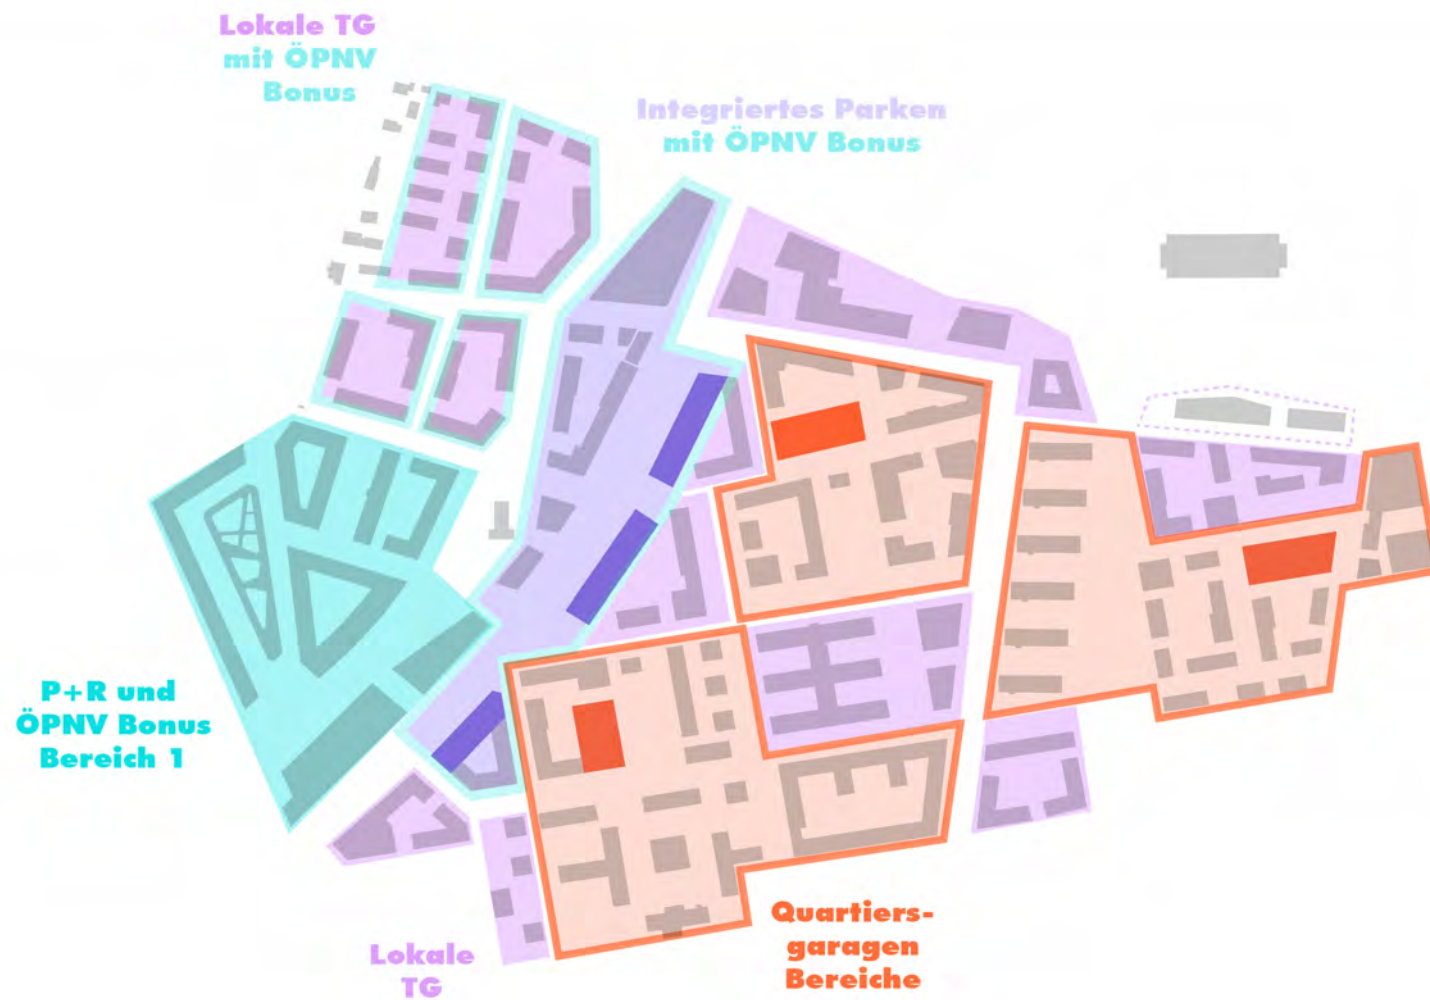 Lokale TG
mit ÖPNV
Bonus
Integriertes Parken
mit ÖPNV Bonus
P+R und
ÖPNV Bonus
Bereich 1
Quartiers-
garagen
Bereiche
Lokale
TG